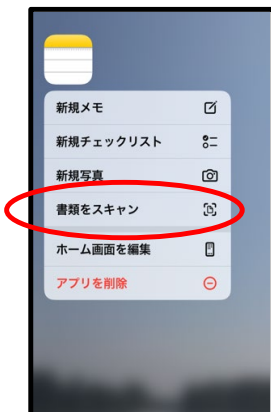 新規メモ
新規チェックリスト
新規写真
書類をスキャン
ホーム画面を編集
アプリを削除